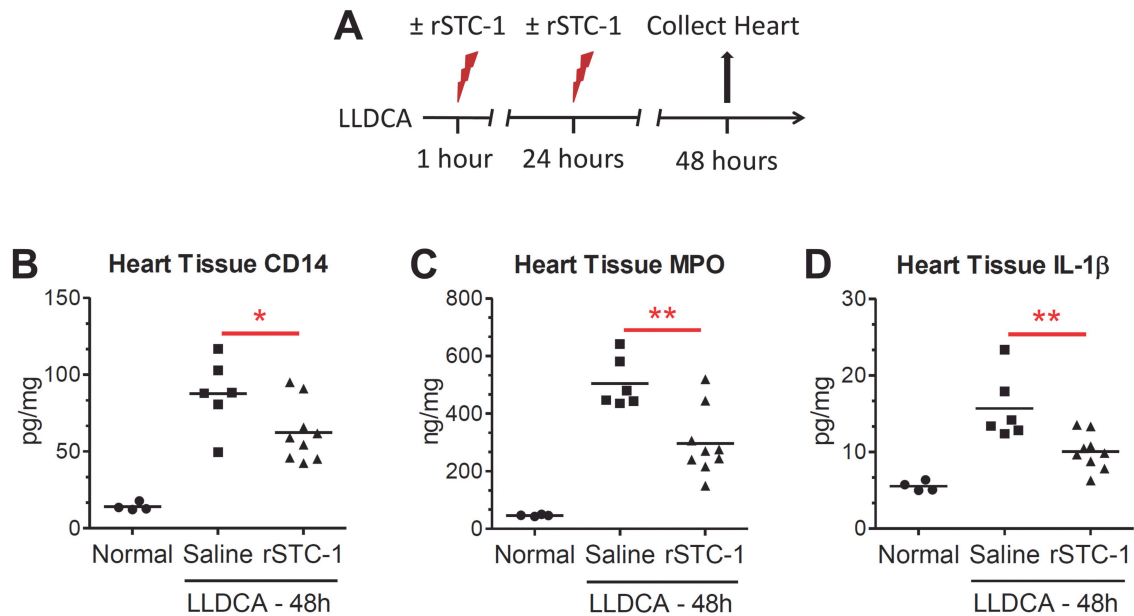 A
± rSTC-1 ± rSTC-1 Collect Heart
LLDCA
1 hour 24 hours 48 hours
B
Heart Tissue CD14
pg/mg
150
100
50
0
*
Normal Saline rSTC-1
LLDCA - 48h
C
Heart Tissue MPO
ng/mg
800
600
400
200
0
**
Normal Saline rSTC-1
LLDCA - 48h
D
Heart Tissue IL-1β
pg/mg
30
20
10
0
**
Normal Saline rSTC-1
LLDCA - 48h